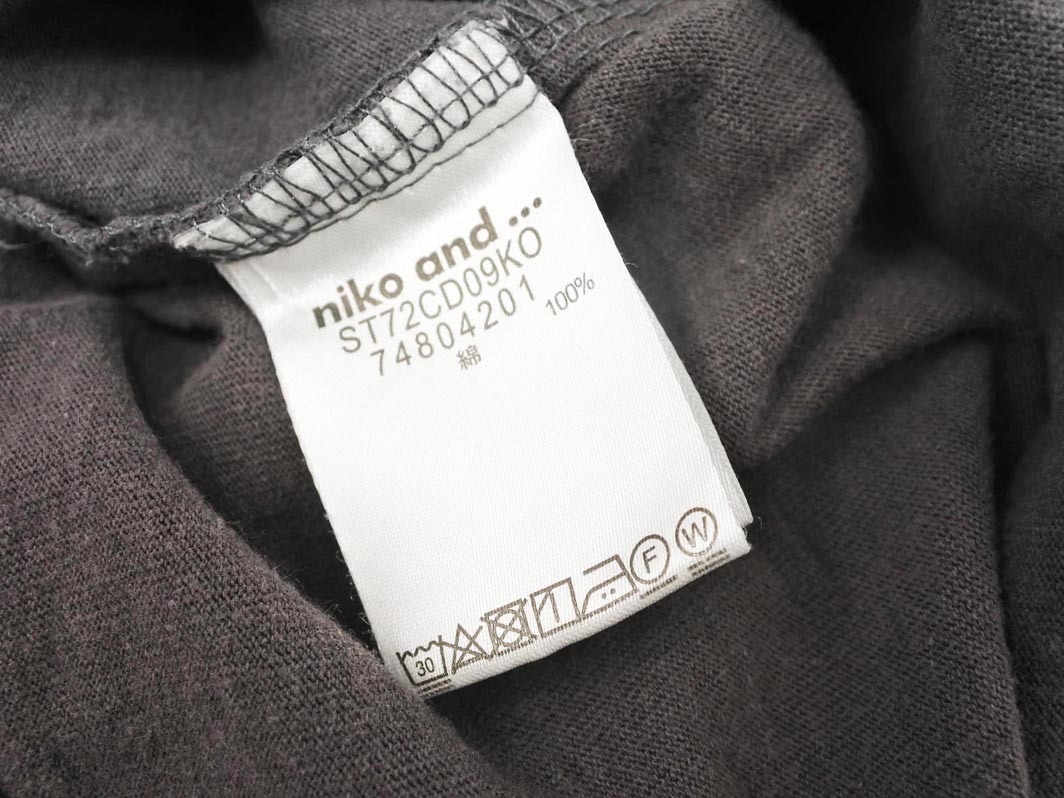 niko and ...
ST72CD09KO
74804201
綿 100%
30
F
W